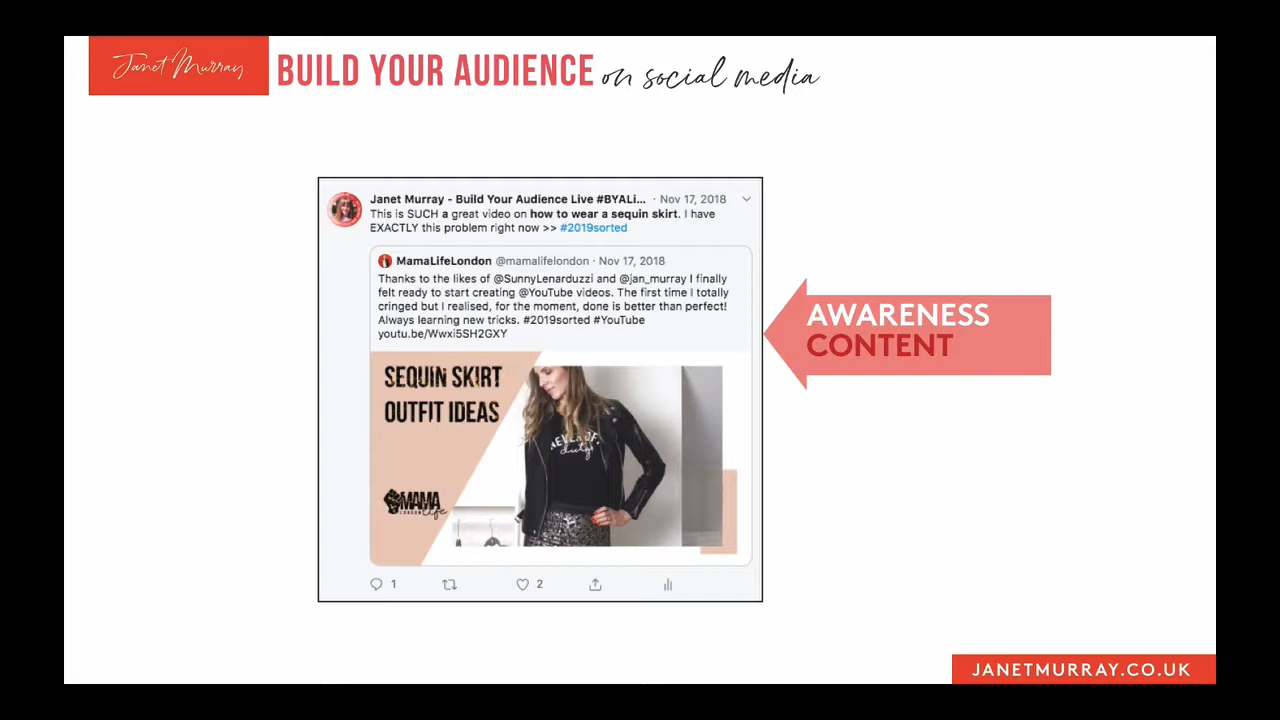 Janet Murray
BUILD YOUR AUDIENCE on social media
Janet Murray - Build Your Audience Live #BYALi... · Nov 17, 2018
This is SUCH a great video on how to wear a sequin skirt. I have
EXACTLY this problem right now >> #2019sorted
MamaLifeLondon @mamalifelondon · Nov 17, 2018
Thanks to the likes of @SunnyLenarduzzi and @jan_murray I finally
felt ready to start creating @YouTube videos. The first time I totally
cringed but I realised, for the moment, done is better than perfect!
Always learning new tricks. #2019sorted #YouTube
youtu.be/Wwxi5SH2GXY
SEQUIN SKIRT
OUTFIT IDEAS
MAMA
LONDON life
1
2
AWARENESS
CONTENT
JANETMURRAY.CO.UK